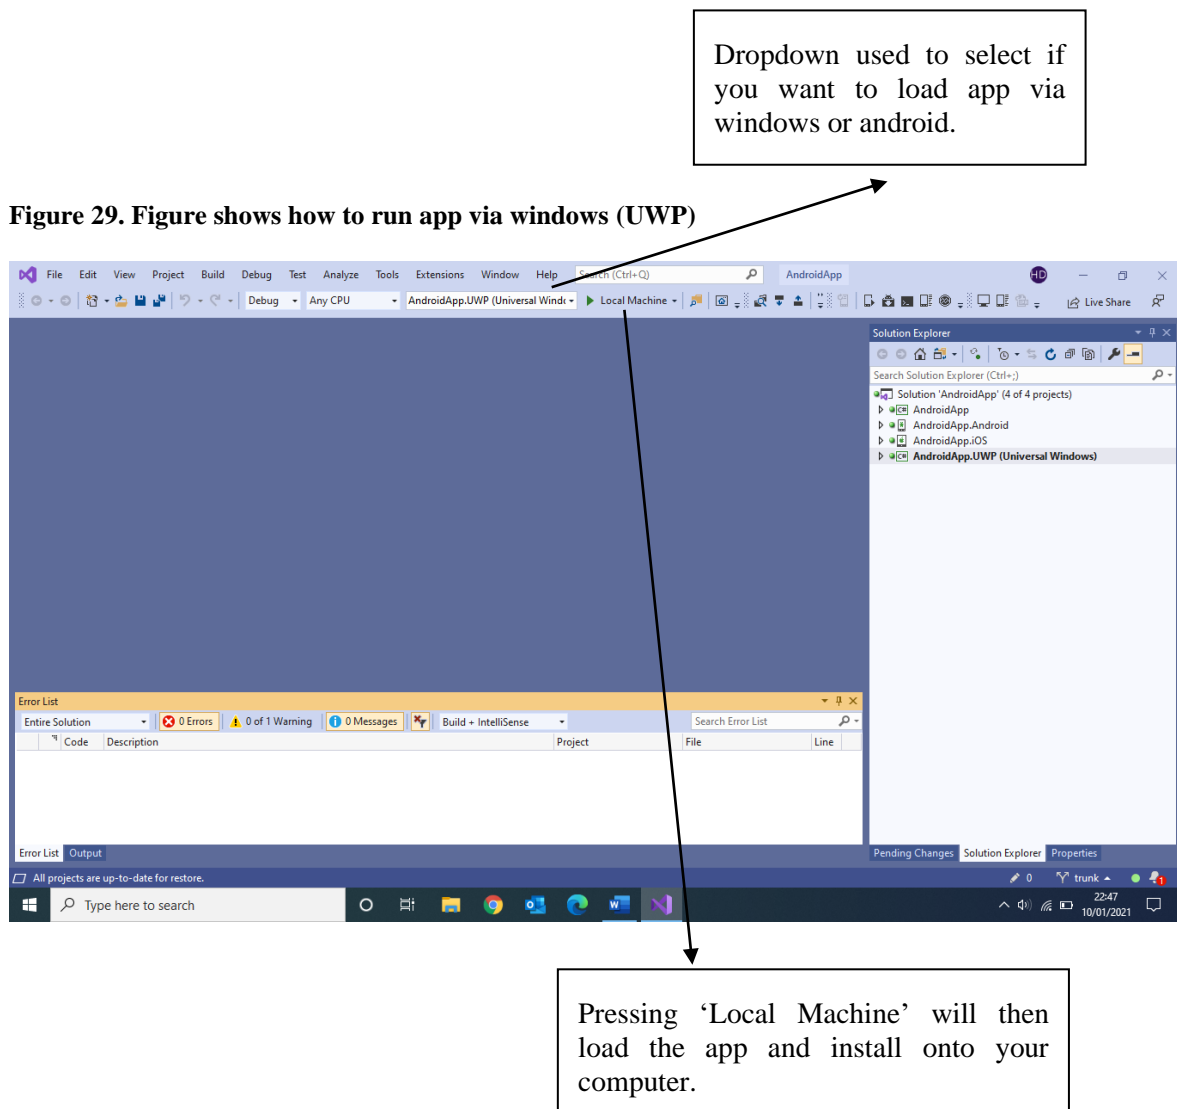 Dropdown used to select if
you want to load app via
windows or android.
Figure 29. Figure shows how to run app via windows (UWP)
File Edit View Project Build Debug Test Analyze Tools Extensions Window Help Search (Ctrl+Q) AndroidApp HD
Debug Any CPU AndroidApp.UWP (Universal Windo Local Machine Live Share
Solution Explorer
Search Solution Explorer (Ctrl+;)
Solution 'AndroidApp' (4 of 4 projects)
AndroidApp
AndroidApp.Android
AndroidApp.iOS
AndroidApp.UWP (Universal Windows)
Error List
Entire Solution 0 Errors 0 of 1 Warning 0 Messages Build + IntelliSense Search Error List
Code Description Project File Line
Error List Output
Pending Changes Solution Explorer Properties
All projects are up-to-date for restore. 0 trunk 1
Type here to search 22:47
10/01/2021
Pressing ‘Local Machine’ will then
load the app and install onto your
computer.